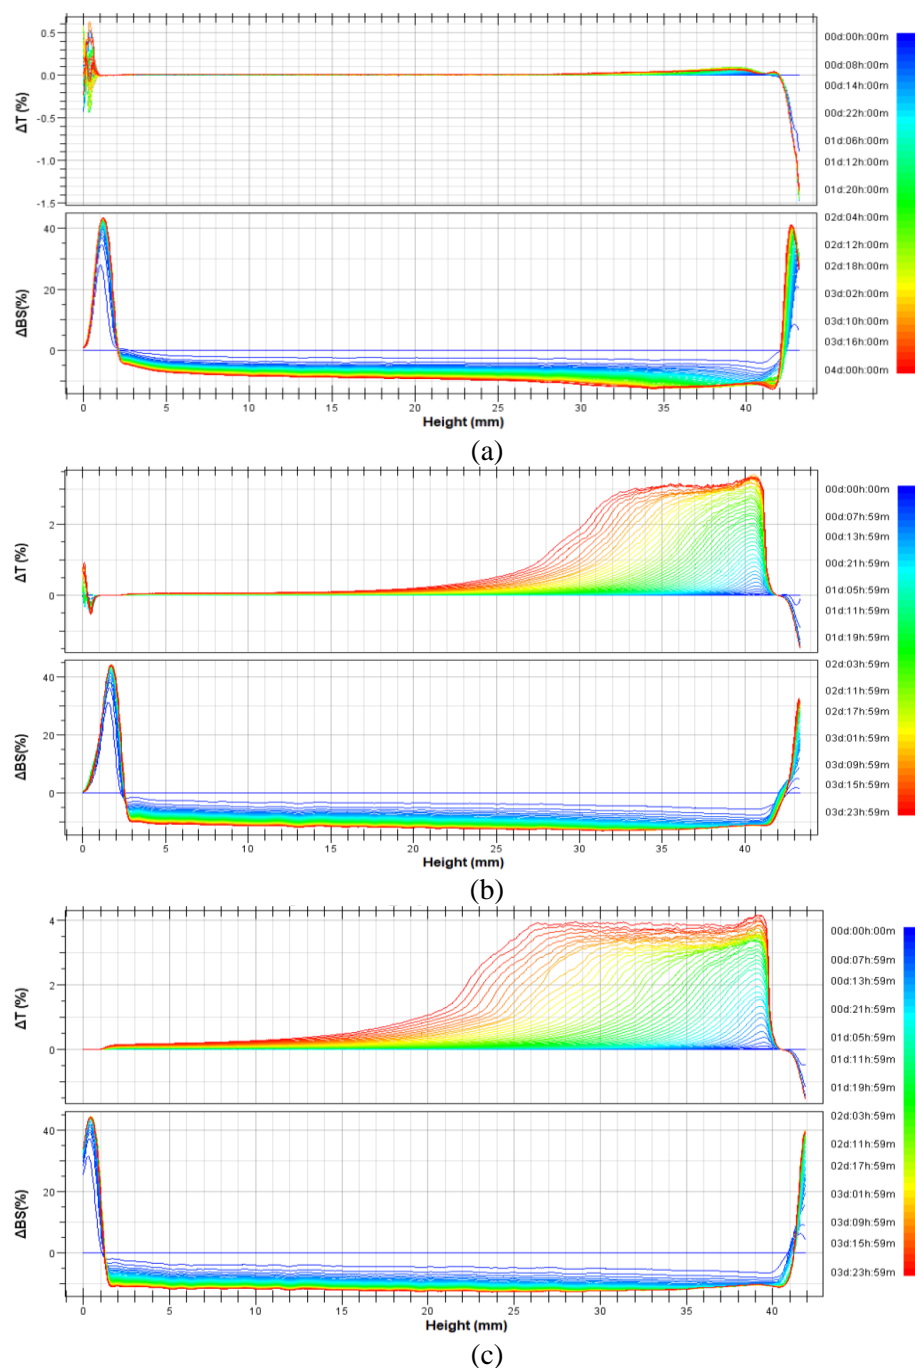 0.5
0.0
-0.5
-1.0
-1.5
ΔT (%)
40
20
0
ΔBS(%)
0 5 10 15 20 25 30 35 40
Height (mm)
00d:00h:00m
00d:08h:00m
00d:14h:00m
00d:22h:00m
01d:06h:00m
01d:12h:00m
01d:20h:00m
02d:04h:00m
02d:12h:00m
02d:18h:00m
03d:02h:00m
03d:10h:00m
03d:16h:00m
04d:00h:00m
(a)
2
0
ΔT (%)
40
20
0
ΔBS(%)
0 5 10 15 20 25 30 35 40
Height (mm)
00d:00h:00m
00d:07h:59m
00d:13h:59m
00d:21h:59m
01d:05h:59m
01d:11h:59m
01d:19h:59m
02d:03h:59m
02d:11h:59m
02d:17h:59m
03d:01h:59m
03d:09h:59m
03d:15h:59m
03d:23h:59m
(b)
4
2
0
ΔT (%)
40
20
0
ΔBS(%)
0 5 10 15 20 25 30 35 40
Height (mm)
00d:00h:00m
00d:07h:59m
00d:13h:59m
00d:21h:59m
01d:05h:59m
01d:11h:59m
01d:19h:59m
02d:03h:59m
02d:11h:59m
02d:17h:59m
03d:01h:59m
03d:09h:59m
03d:15h:59m
03d:23h:59m
(c)